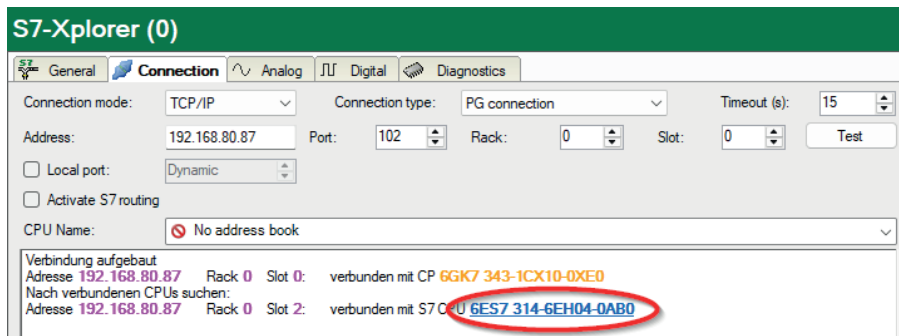 S7-Xplorer (0)
S7 General Connection Analog Digital Diagnostics
Connection mode: TCP/IP Connection type: PG connection Timeout (s): 15
Address: 192.168.80.87 Port: 102 Rack: 0 Slot: 0 Test
Local port: Dynamic
Activate S7 routing
CPU Name: No address book
Verbindung aufgebaut
Adresse 192.168.80.87 Rack 0 Slot 0: verbunden mit CP 6GK7 343-1CX10-0XE0
Nach verbundenen CPUs suchen:
Adresse 192.168.80.87 Rack 0 Slot 2: verbunden mit S7 CPU 6ES7 314-6EH04-0AB0